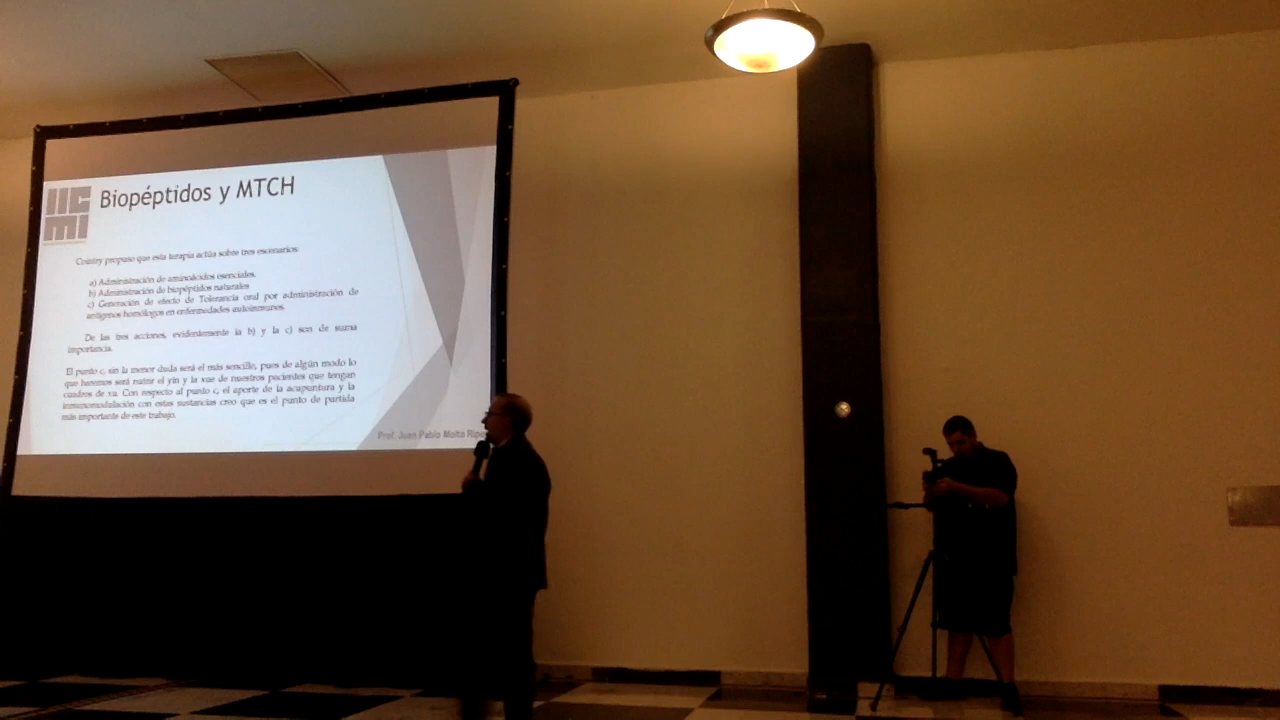 IIC
MI
Biopéptidos y MTCH
Cointry propuso que esta terapia actúa sobre tres escenarios:
a) Administración de aminoácidos esenciales.
b) Administración de biopéptidos naturales
c) Generación de efecto de Tolerancia oral por administración de
antígenos homólogos en enfermedades autoinmunes.
De las tres acciones, evidentemente la b) y la c) son de suma
importancia.
El punto c, sin la menor duda será el más sencillo, pues de algún modo lo
que haremos será nutrir el yin y la xue de nuestros pacientes que tengan
cuadros de xu. Con respecto al punto c, el aporte de la acupuntura y la
inmunomodulación con estas sustancias creo que es el punto de partida
más importante de este trabajo.
Prof. Juan Pablo Moltó